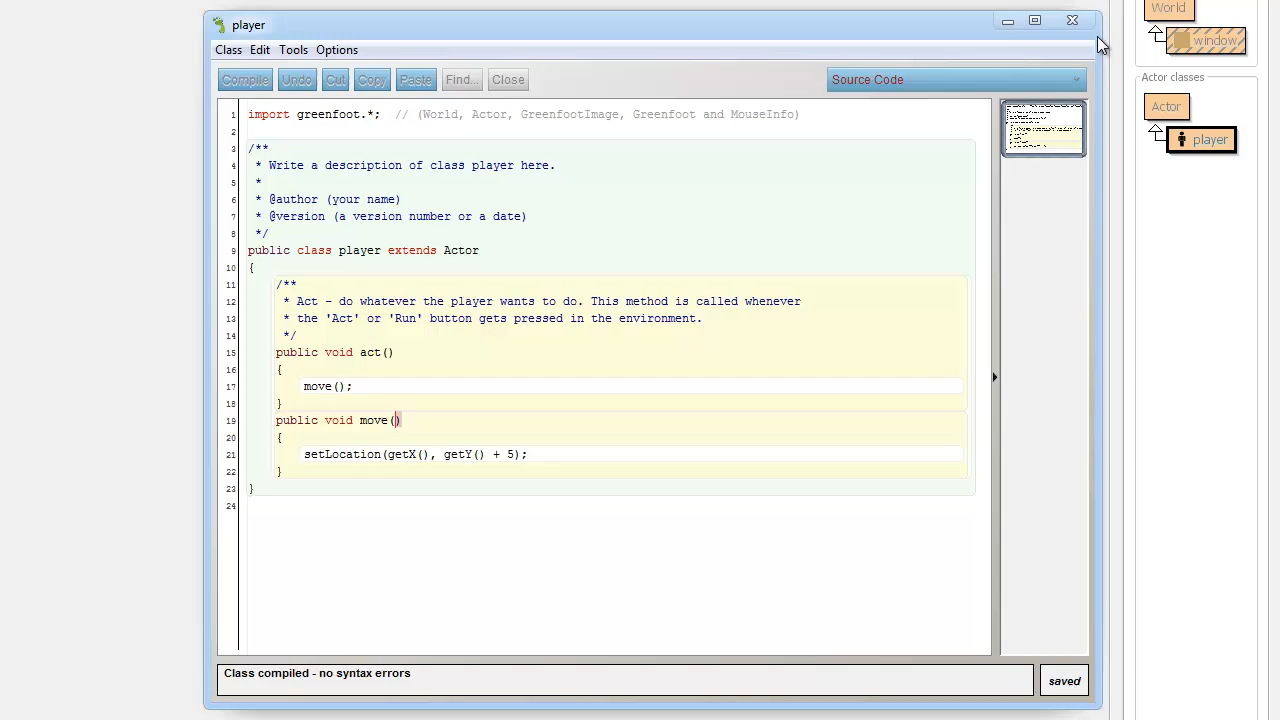 player
Class Edit Tools Options
Compile Undo Cut Copy Paste Find... Close Source Code
1 import greenfoot.*;  // (World, Actor, GreenfootImage, Greenfoot and MouseInfo)
2
3 /**
4  * Write a description of class player here.
5  *
6  * @author (your name)
7  * @version (a version number or a date)
8  */
9 public class player extends Actor
10 {
11     /**
12      * Act - do whatever the player wants to do. This method is called whenever
13      * the 'Act' or 'Run' button gets pressed in the environment.
14      */
15     public void act()
16     {
17         move();
18     }
19     public void move()
20     {
21         setLocation(getX(), getY() + 5);
22     }
23 }
24
Class compiled - no syntax errors
saved
World
window
Actor classes
Actor
player